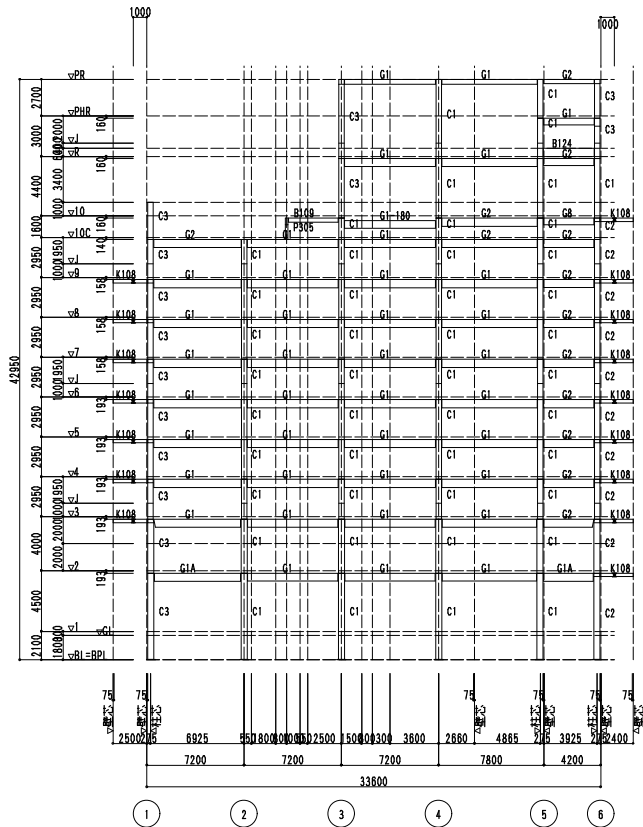 1000 1000
▽PR G1 G1 G2
2700 C1 C3
▽PHR G1
3000 2000 160 C3 C1 C1 C3
▽J B124
▽R G1 G1 G2
160
4400 3400 C3 C1 C1 C1
1000 C3 B109 G1-180 G2 G8 K108
▽10
1600 160 P305 C1 C1 C1 C2
▽10C G2 G1 G1 G2 G2
2950 1950 140 C3 C1 C1 C1 C1 C2
1000 ▽J
▽9 K108 G1 G1 G1 G1 G2 K108
2950 158 C3 C1 C1 C1 C1 C2
▽8 K108 G1 G1 G1 G1 G2 K108
2950 158 C3 C1 C1 C1 C1 C2
▽7 K108 G1 G1 G1 G1 G2 K108
42950 2950 1950 158 C3 C1 C1 C1 C1 C2
1000 ▽J
▽6 K108 G1 G1 G1 G1 G2 K108
2950 193 C3 C1 C1 C1 C1 C2
▽5 K108 G1 G1 G1 G1 G2 K108
2950 193 C3 C1 C1 C1 C1 C2
▽4 K108 G1 G1 G1 G1 G2 K108
2950 1950 193 C3 C1 C1 C1 C1 C2
1000 ▽J
▽3 K108 G1 G1 G1 G1 G2 K108
4000 2000 193 C3 C1 C1 C1 C1 C2
2000
▽2 G1A G1 G1 G1 G1A K108
4500 193 C3 C1 C1 C1 C1 C2
▽1 ▽GL
2100 1800 ▽BL=BPL
75 75 75 75 75 75
2500 275 6925 550 1800 2500 1500 3600 2660 4865 275 3925 275 2400
7200 7200 7200 7800 4200
33600
1 2 3 4 5 6